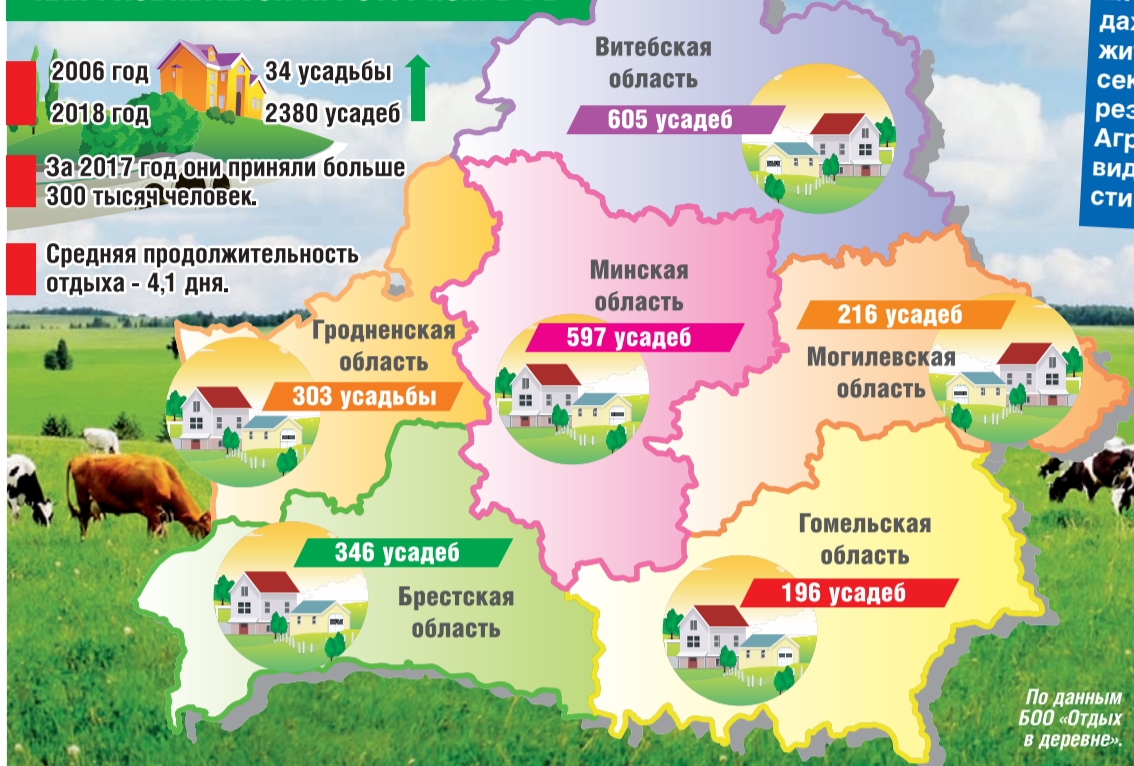 2006 год 34 усадьбы
2018 год 2380 усадеб
За 2017 год они приняли больше
300 тысяч человек.
Средняя продолжительность
отдыха - 4,1 дня.
Витебская
область
605 усадеб
Минская
область
597 усадеб
Гродненская
область
303 усадьбы
216 усадеб
Могилевская
область
346 усадеб
Брестская
область
Гомельская
область
196 усадеб
По данным
БОО «Отдых
в деревне».